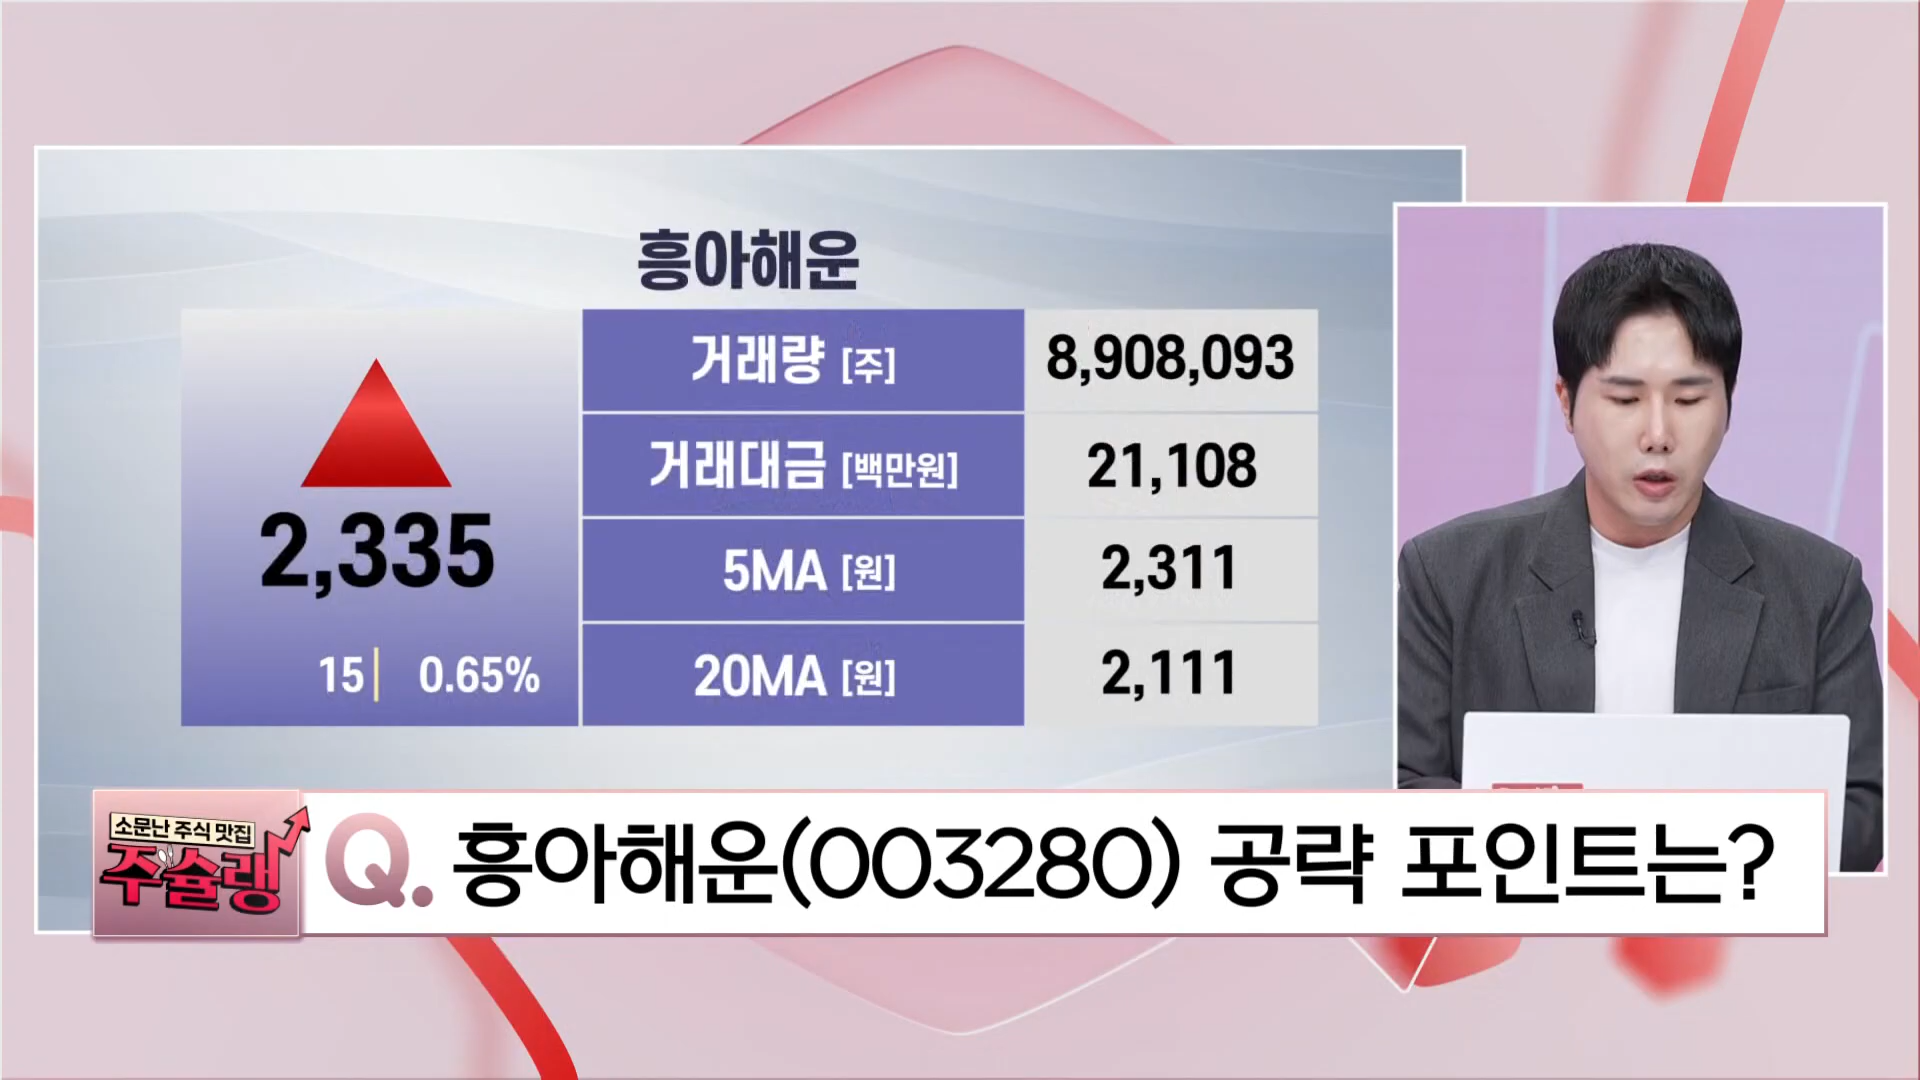 흥아해운
2,335
15 0.65%
거래량 [주] 8,908,093
거래대금 [백만원] 21,108
5MA [원] 2,311
20MA [원] 2,111
소문난 주식 맛집
주슐랭
Q. 흥아해운(003280) 공략 포인트는?